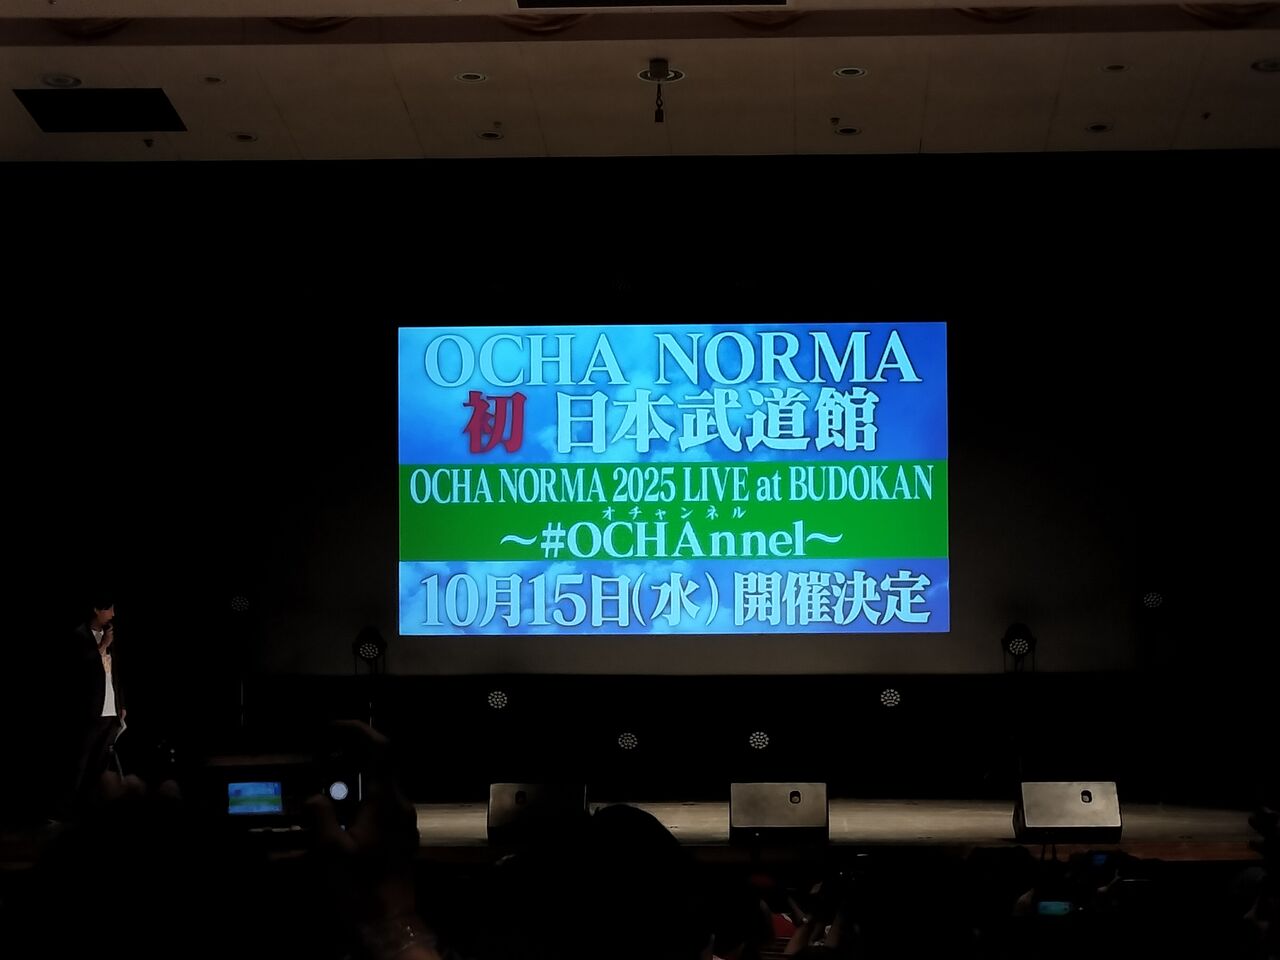 OCHA NORMA
初 日本武道館
OCHA NORMA 2025 LIVE at BUDOKAN
オチャンネル
～#OCHAnnel～
10月15日(水) 開催決定